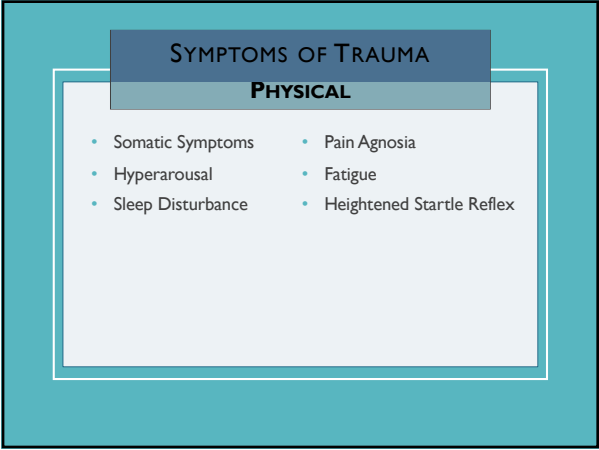 SYMPTOMS OF TRAUMA
PHYSICAL
• Somatic Symptoms
• Hyperarousal
• Sleep Disturbance
• Pain Agnosia
• Fatigue
• Heightened Startle Reflex